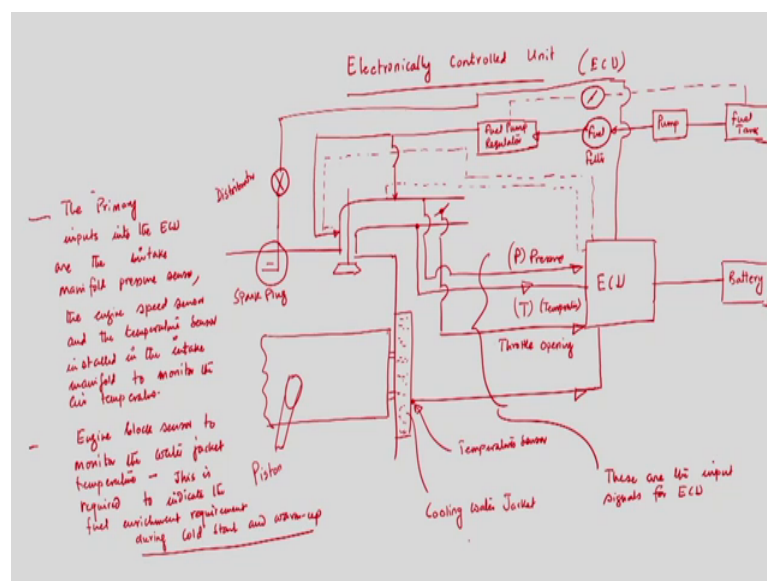 Electronically Controlled Unit (ECU)
Fuel Pump
Regulator
Fuel
Filter
Pump
Fuel
Tank
Distributor
Spark Plug
(P) Pressure
ECU
Battery
(T) (Temperature)
Throttle opening
Temperature Sensor
Cooling Water Jacket
Piston
These are the input
signals for ECU
— The Primary
inputs into the ECU
are the intake
manifold pressure sensor,
the engine speed sensor
and the temperature sensor
installed in the intake
manifold to monitor the
air temperature.
- Engine block sensor to
monitor the water jacket
temperature - This is
required to indicate the
fuel enrichment requirement
during cold start and warm-up